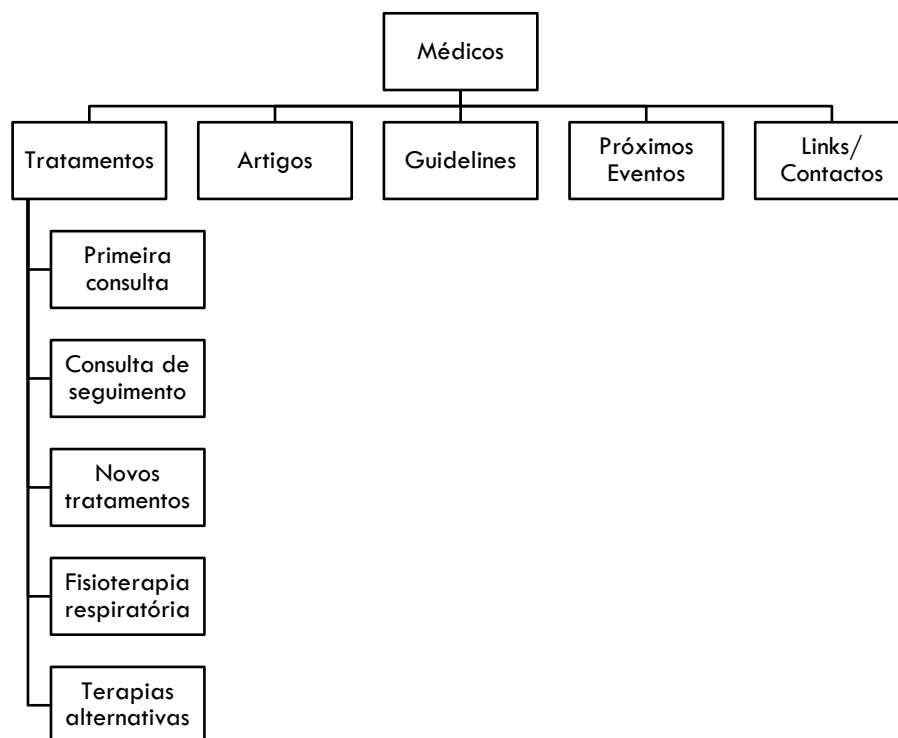 Médicos
Tratamentos
Artigos
Guidelines
Próximos
Eventos
Links/
Contactos
Primeira
consulta
Consulta de
seguimento
Novos
tratamentos
Fisioterapia
respiratória
Terapias
alternativas